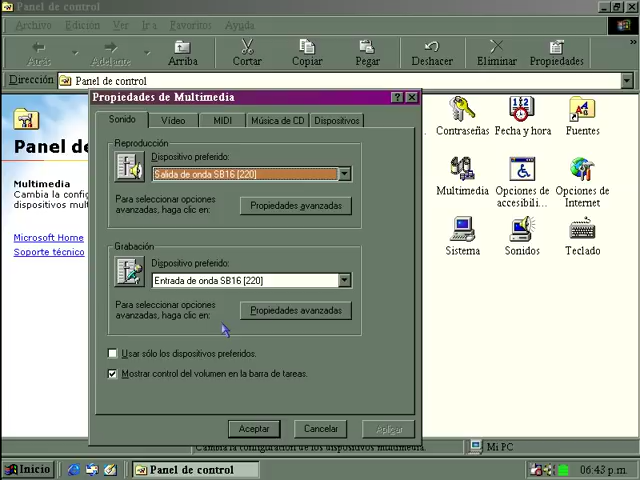 Panel de control
Archivo Edición Ver Ir a Favoritos Ayuda
Atrás Adelante Arriba Cortar Copiar Pegar Deshacer Eliminar Propiedades »
Dirección Panel de control
Propiedades de Multimedia
Sonido Vídeo MIDI Música de CD Dispositivos
Reproducción
Dispositivo preferido:
Salida de onda SB16 [220]
Para seleccionar opciones
avanzadas, haga clic en:
Propiedades avanzadas
Grabación
Dispositivo preferido:
Entrada de onda SB16 [220]
Para seleccionar opciones
avanzadas, haga clic en:
Propiedades avanzadas
Usar sólo los dispositivos preferidos.
Mostrar control del volumen en la barra de tareas.
Aceptar Cancelar Aplicar
Panel de
Multimedia
Cambia la config
dispositivos mult
Microsoft Home
Soporte técnico
Contraseñas Fecha y hora Fuentes
Multimedia Opciones de accesibili... Opciones de Internet
Sistema Sonidos Teclado
Cambia la configuración de los dispositivos multimedia.
Mi PC
Inicio Panel de control 06:43 p.m.